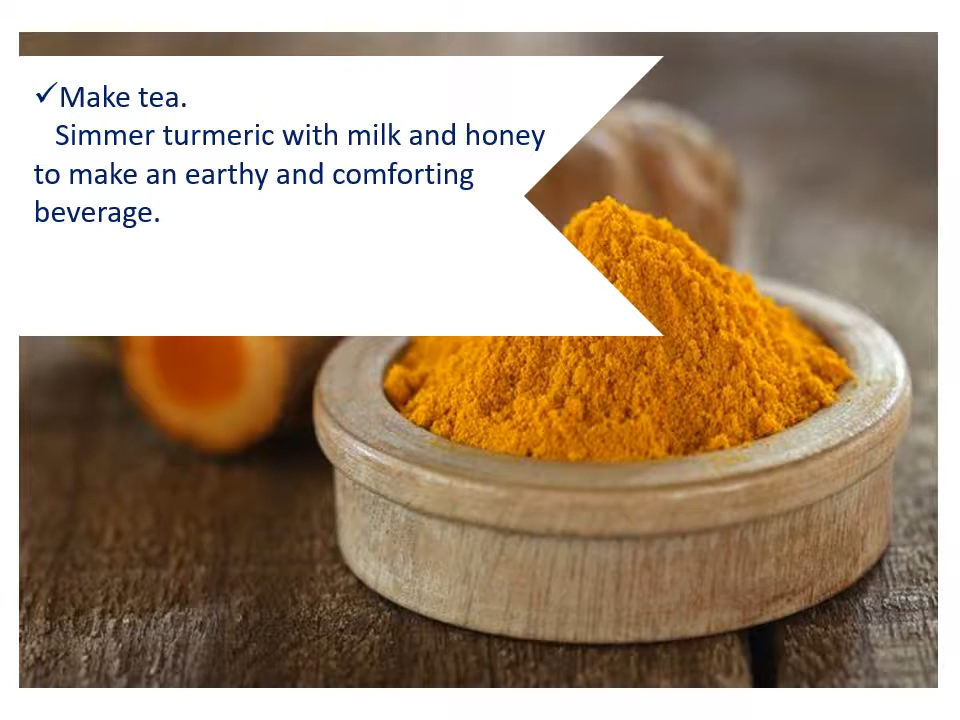 ✓Make tea.
Simmer turmeric with milk and honey
to make an earthy and comforting
beverage.